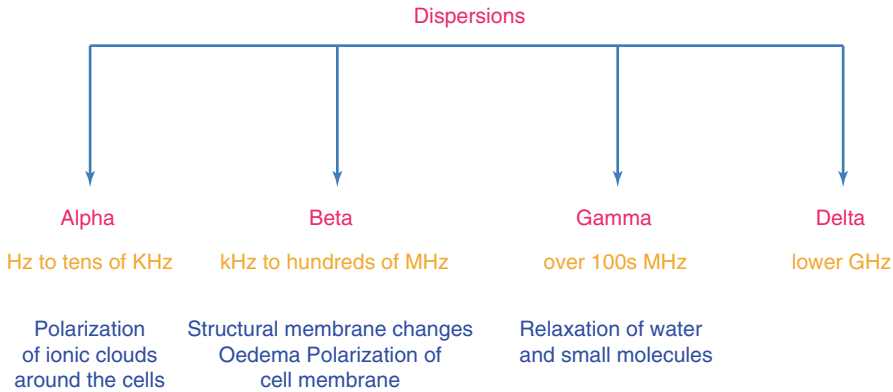 Dispersions
Alpha
Beta
Gamma
Delta
Hz to tens of KHz
kHz to hundreds of MHz
over 100s MHz
lower GHz
Polarization
of ionic clouds
around the cells
Structural membrane changes
Oedema Polarization of
cell membrane
Relaxation of water
and small molecules